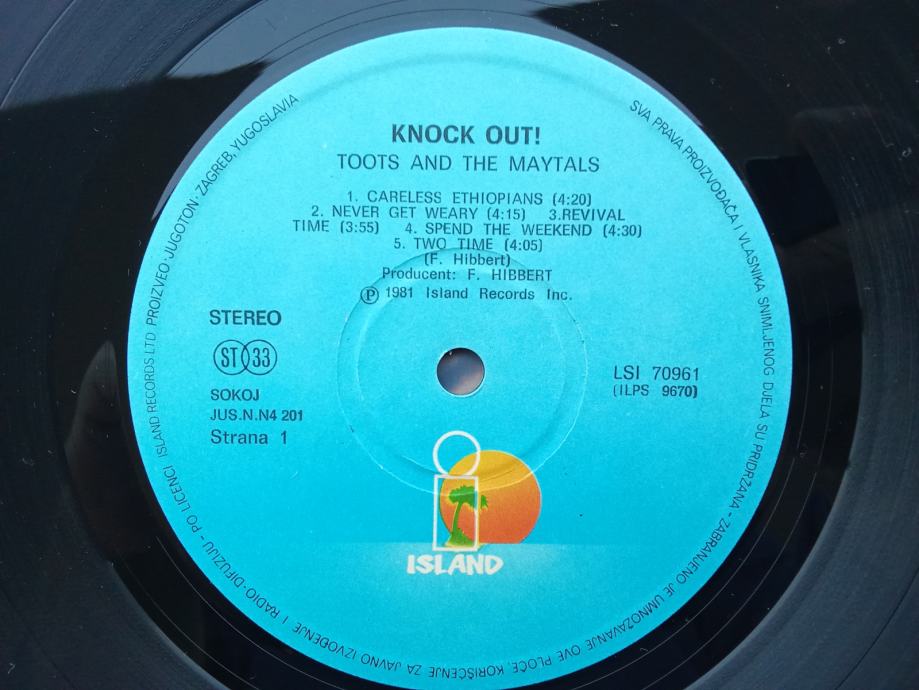 KNOCK OUT!
TOOTS AND THE MAYTALS
1. CARELESS ETHIOPIANS (4:20)
2. NEVER GET WEARY (4:15) 3.REVIVAL
TIME (3:55) 4. SPEND THE WEEKEND (4:30)
5. TWO TIME (4:05)
(F. Hibbert)
Producent: F. HIBBERT
Ⓟ 1981 Island Records Inc.
STEREO
ST 33
SOKOJ
JUS.N.N4 201
Strana 1
LSI 70961
(ILPS 9670)
ISLAND
PROIZVEO: JUGOTON · ZAGREB, YUGOSLAVIA
SVA PRAVA PROIZVOĐAČA I VLASNIKA SNIMLJENOG DJELA SU PRIDRŽANA - ZABRANJENO JE UMNOŽAVANJE OVE PLOČE, KORIŠĆENJE ZA JAVNO IZVOĐENJE I RADIO-DIFUZIJU - PO LICENCI ISLAND RECORDS LTD